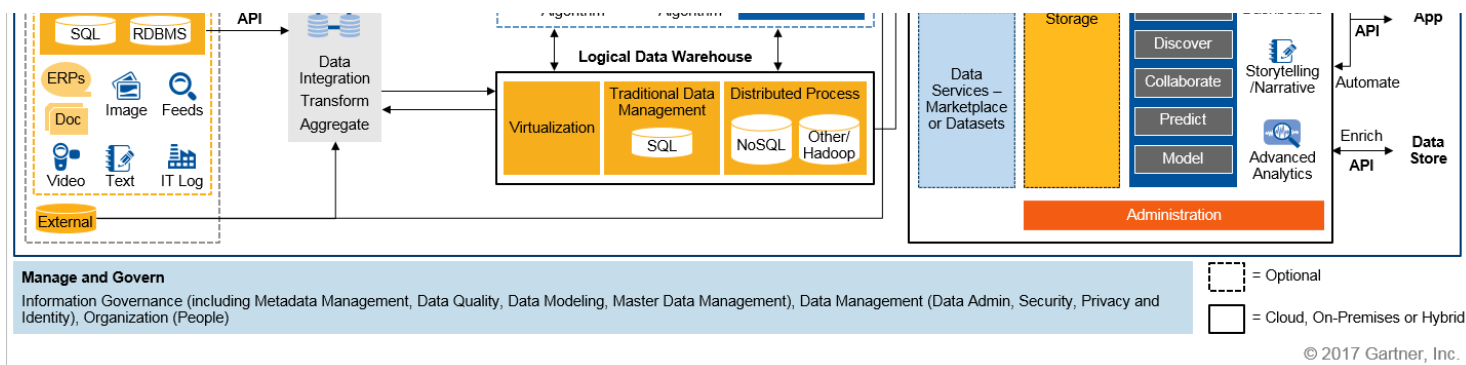 API
SQL
RDBMS
ERPs
Image
Feeds
Doc
Video
Text
IT Log
External
Data
Integration
Transform
Aggregate
Algorithm
Algorithm
Logical Data Warehouse
Virtualization
Traditional Data
Management
SQL
Distributed Process
NoSQL
Other/
Hadoop
Data
Services –
Marketplace
or Datasets
Storage
Discover
Collaborate
Predict
Model
Dashboards
Storytelling
/Narrative
Advanced
Analytics
Administration
API
App
Automate
Enrich
API
Data
Store
Manage and Govern
Information Governance (including Metadata Management, Data Quality, Data Modeling, Master Data Management), Data Management (Data Admin, Security, Privacy and
Identity), Organization (People)
= Optional
= Cloud, On-Premises or Hybrid
© 2017 Gartner, Inc.